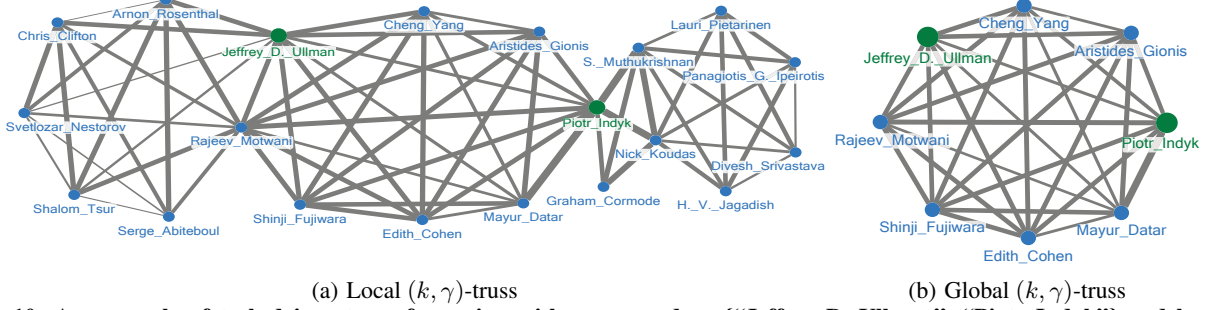 Arnon_Rosenthal
Chris_Clifton
Jeffrey_D._Ullman
Cheng_Yang
Aristides_Gionis
Lauri_Pietarinen
S._Muthukrishnan
Panagiotis_G._Ipeirotis
Svetlozar_Nestorov
Rajeev_Motwani
Piotr_Indyk
Nick_Koudas
Divesh_Srivastava
Shalom_Tsur
Serge_Abiteboul
Shinji_Fujiwara
Edith_Cohen
Mayur_Datar
Graham_Cormode
H._V._Jagadish
(a) Local (k, γ)-truss
Cheng_Yang
Jeffrey_D._Ullman
Aristides_Gionis
Rajeev_Motwani
Piotr_Indyk
Shinji_Fujiwara
Mayur_Datar
Edith_Cohen
(b) Global (k, γ)-truss